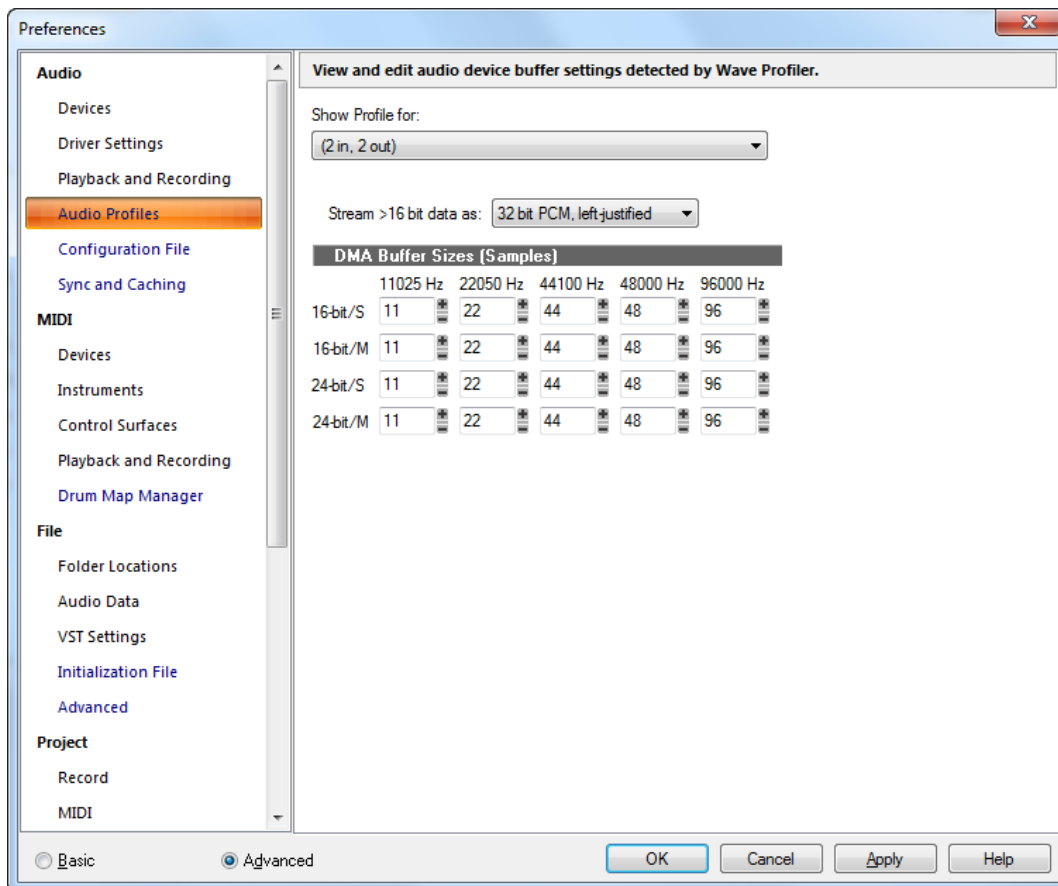 Preferences
Audio
Devices
Driver Settings
Playback and Recording
Audio Profiles
Configuration File
Sync and Caching
MIDI
Devices
Instruments
Control Surfaces
Playback and Recording
Drum Map Manager
File
Folder Locations
Audio Data
VST Settings
Initialization File
Advanced
Project
Record
MIDI
View and edit audio device buffer settings detected by Wave Profiler.
Show Profile for:
(2 in, 2 out)
Stream >16 bit data as: 32 bit PCM, left-justified
DMA Buffer Sizes (Samples)
11025 Hz 22050 Hz 44100 Hz 48000 Hz 96000 Hz
16-bit/S 11 22 44 48 96
16-bit/M 11 22 44 48 96
24-bit/S 11 22 44 48 96
24-bit/M 11 22 44 48 96
Basic Advanced OK Cancel Apply Help